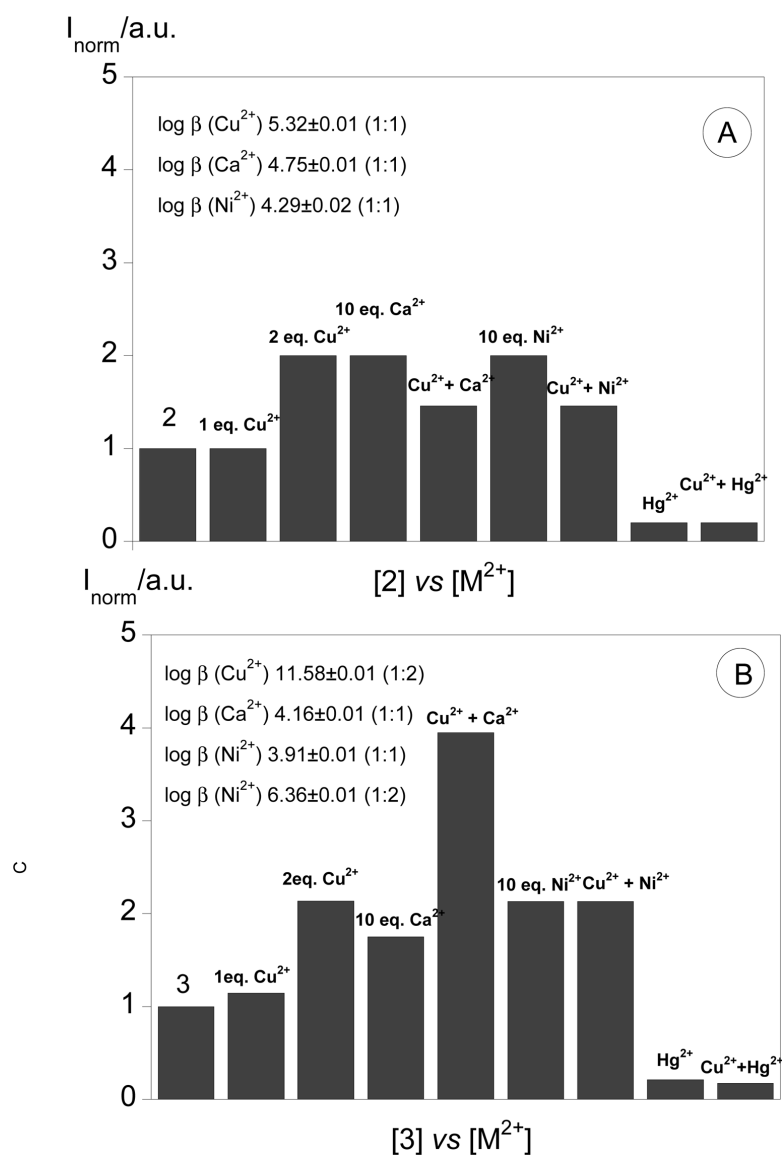 I_norm/a.u.
5
A
log β (Cu²⁺) 5.32±0.01 (1:1)
log β (Ca²⁺) 4.75±0.01 (1:1)
4
log β (Ni²⁺) 4.29±0.02 (1:1)
3
10 eq. Ca²⁺
2 eq. Cu²⁺
10 eq. Ni²⁺
2
Cu²⁺+ Ca²⁺
Cu²⁺+ Ni²⁺
2
1 eq. Cu²⁺
1
Cu²⁺+ Hg²⁺
Hg²⁺
0
[2] vs [M²⁺]
I_norm/a.u.
5
B
log β (Cu²⁺) 11.58±0.01 (1:2)
log β (Ca²⁺) 4.16±0.01 (1:1)
Cu²⁺ + Ca²⁺
4
log β (Ni²⁺) 3.91±0.01 (1:1)
log β (Ni²⁺) 6.36±0.01 (1:2)
3
c
2eq. Cu²⁺
10 eq. Ni²⁺
Cu²⁺ + Ni²⁺
2
10 eq. Ca²⁺
3
1eq. Cu²⁺
1
Hg²⁺
Cu²⁺+Hg²⁺
0
[3] vs [M²⁺]